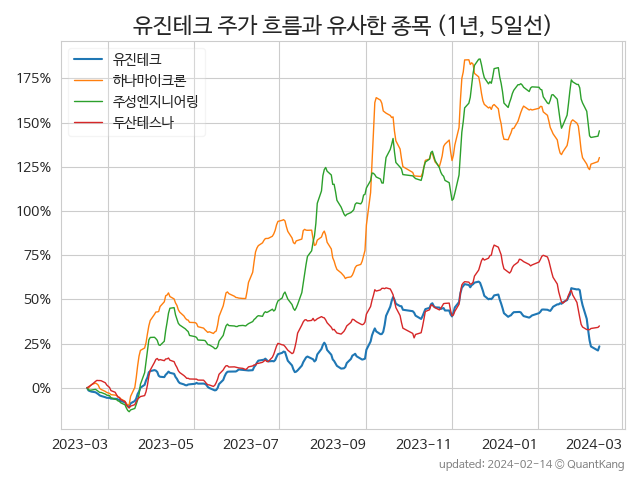 유진테크 주가 흐름과 유사한 종목 (1년, 5일선)
유진테크
하나마이크론
주성엔지니어링
두산테스나
175%
150%
125%
100%
75%
50%
25%
0%
2023-03 2023-05 2023-07 2023-09 2023-11 2024-01 2024-03
updated: 2024-02-14 © QuantKang